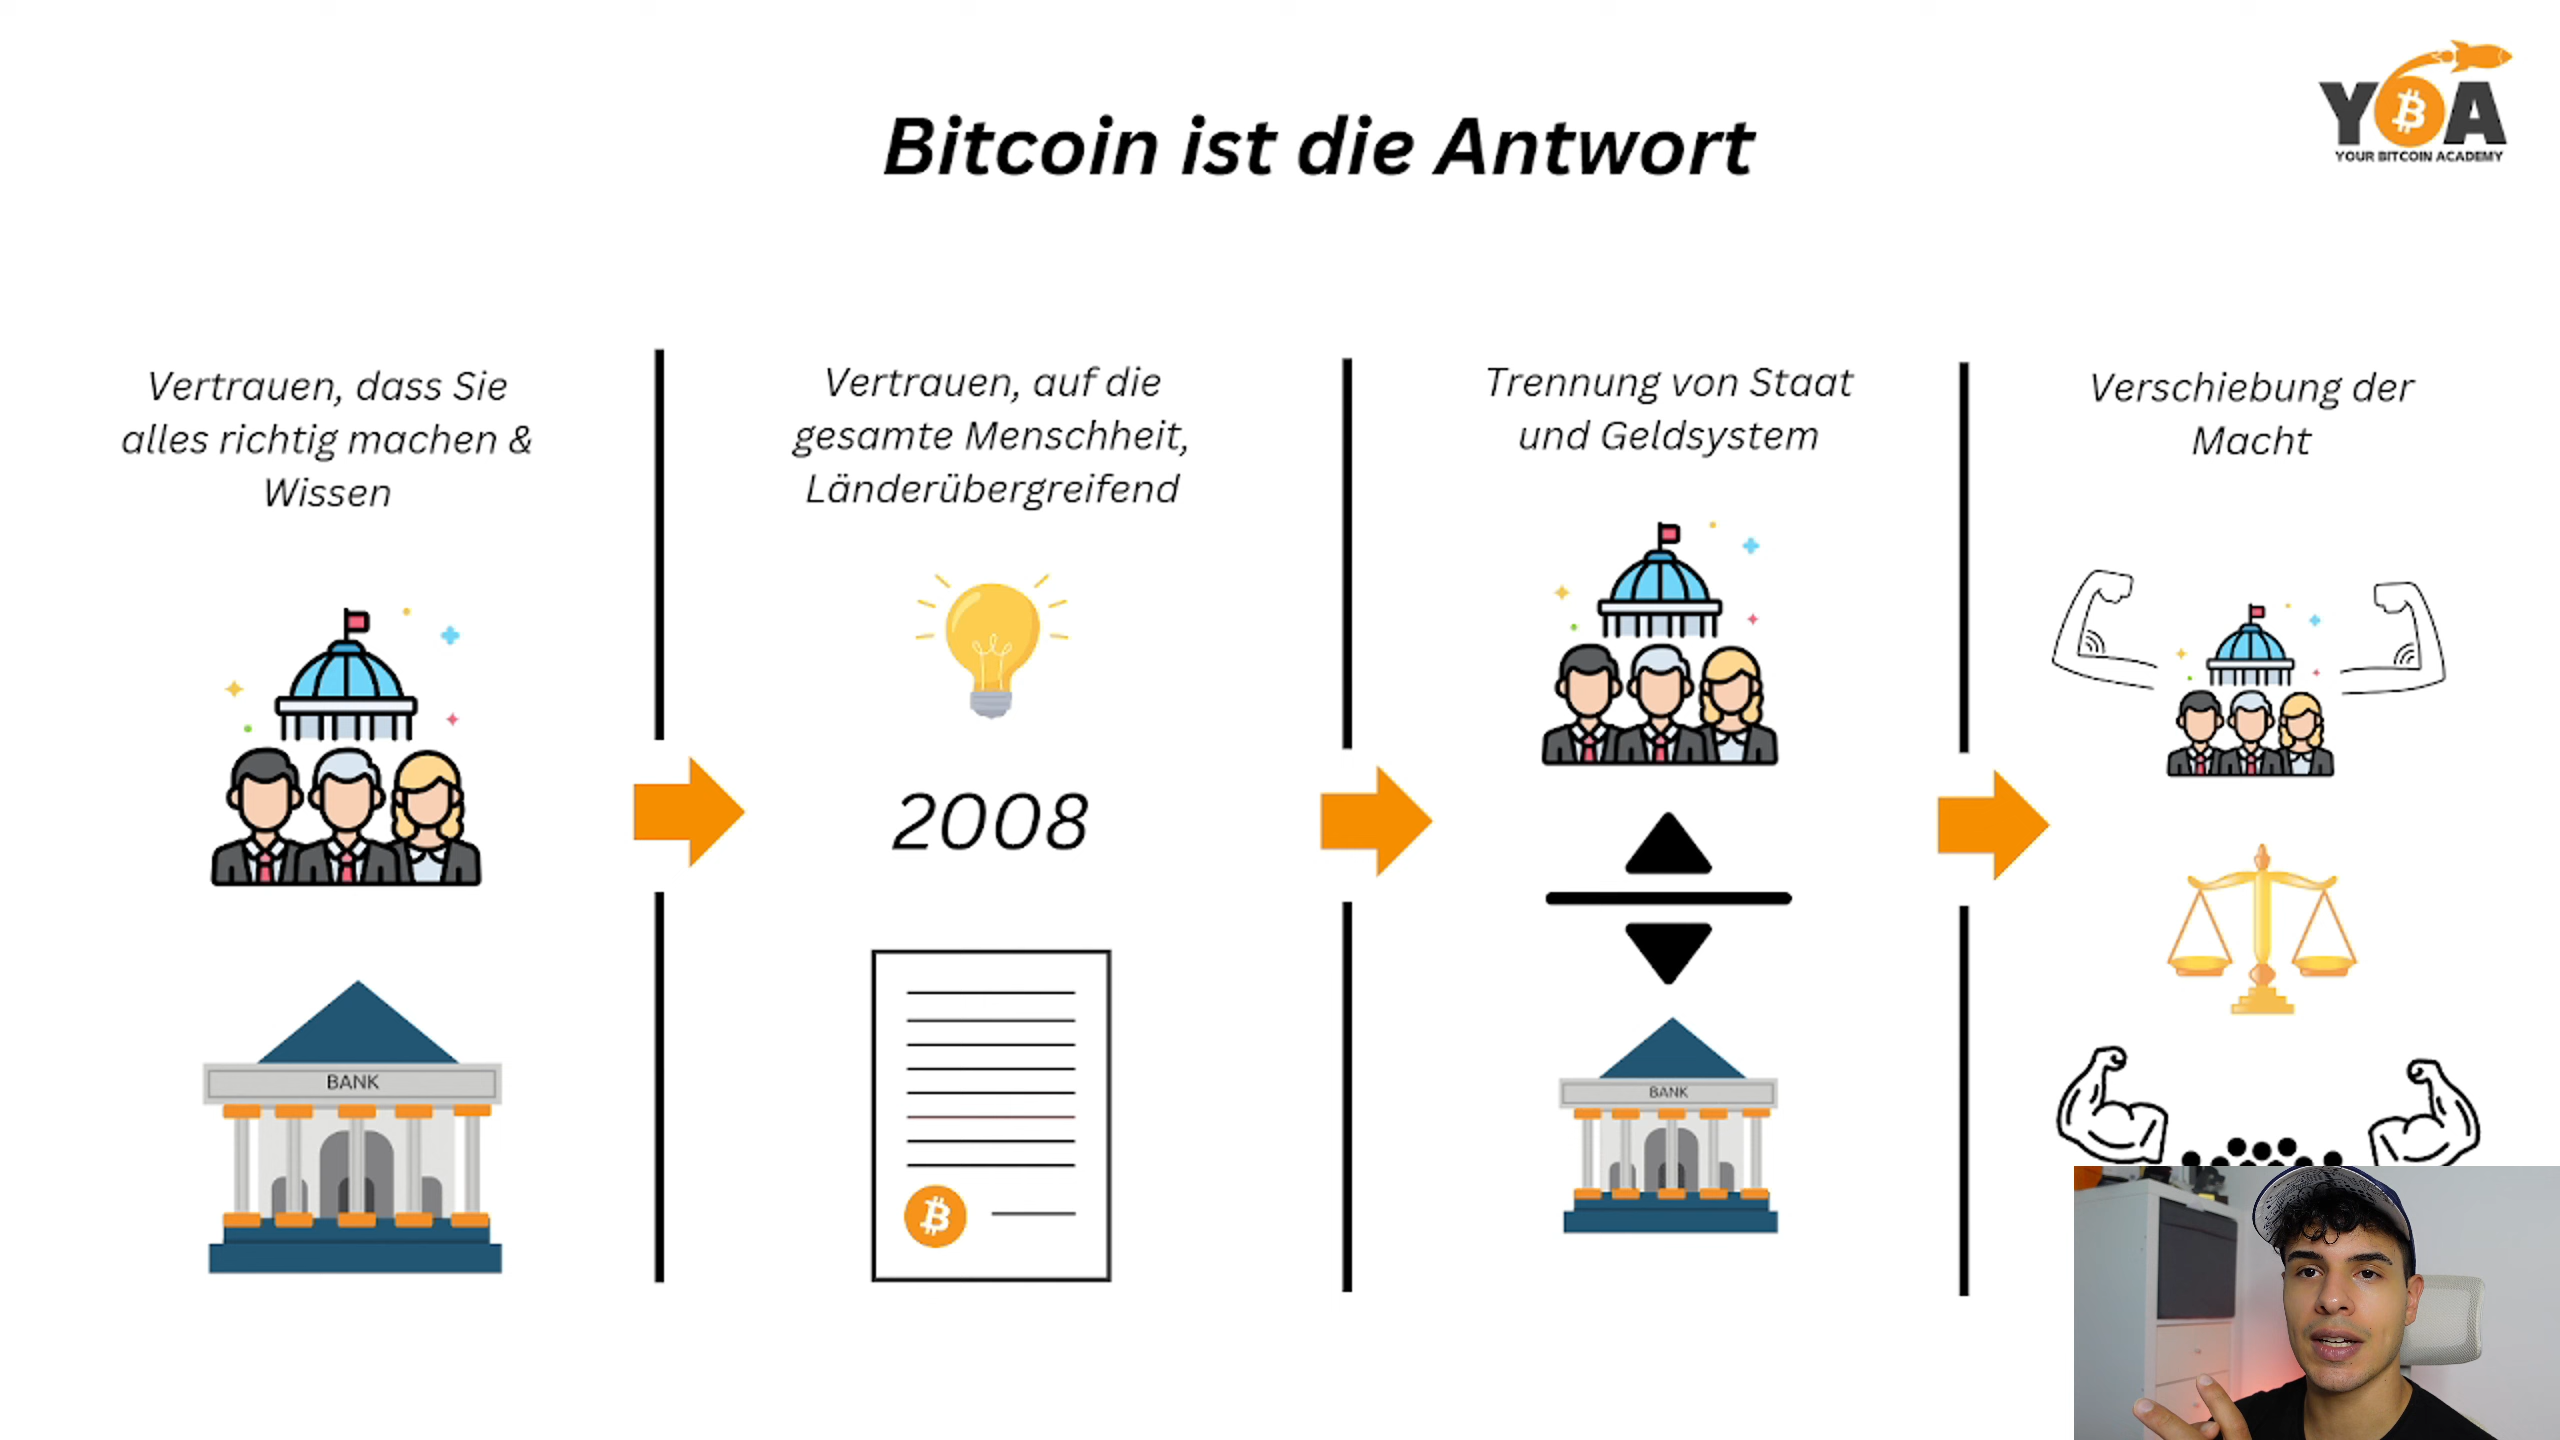 Bitcoin ist die Antwort
YBA
YOUR BITCOIN ACADEMY
Vertrauen, dass Sie
alles richtig machen &
Wissen
BANK
Vertrauen, auf die
gesamte Menschheit,
Länderübergreifend
2008
Trennung von Staat
und Geldsystem
BANK
Verschiebung der
Macht